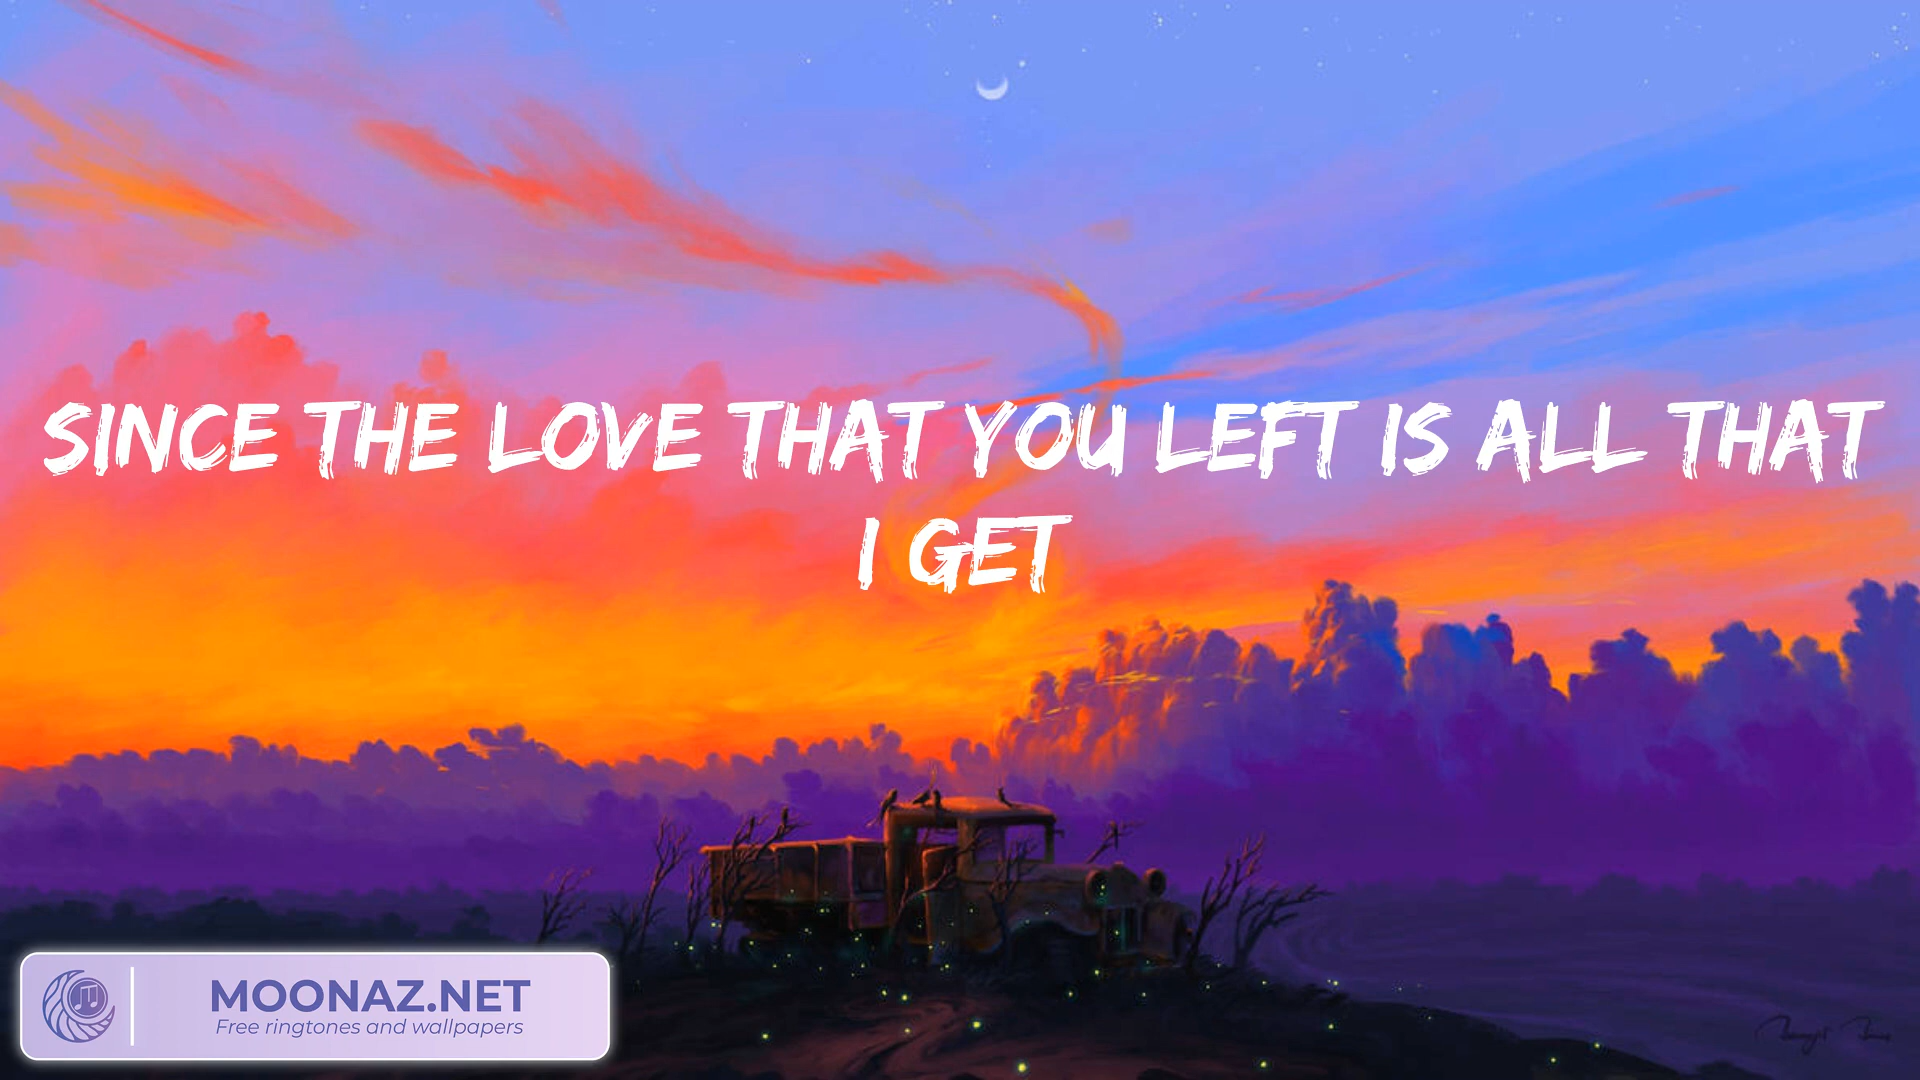 SINCE THE LOVE THAT YOU LEFT IS ALL THAT
I GET
MOONAZ.NET
Free ringtones and wallpapers